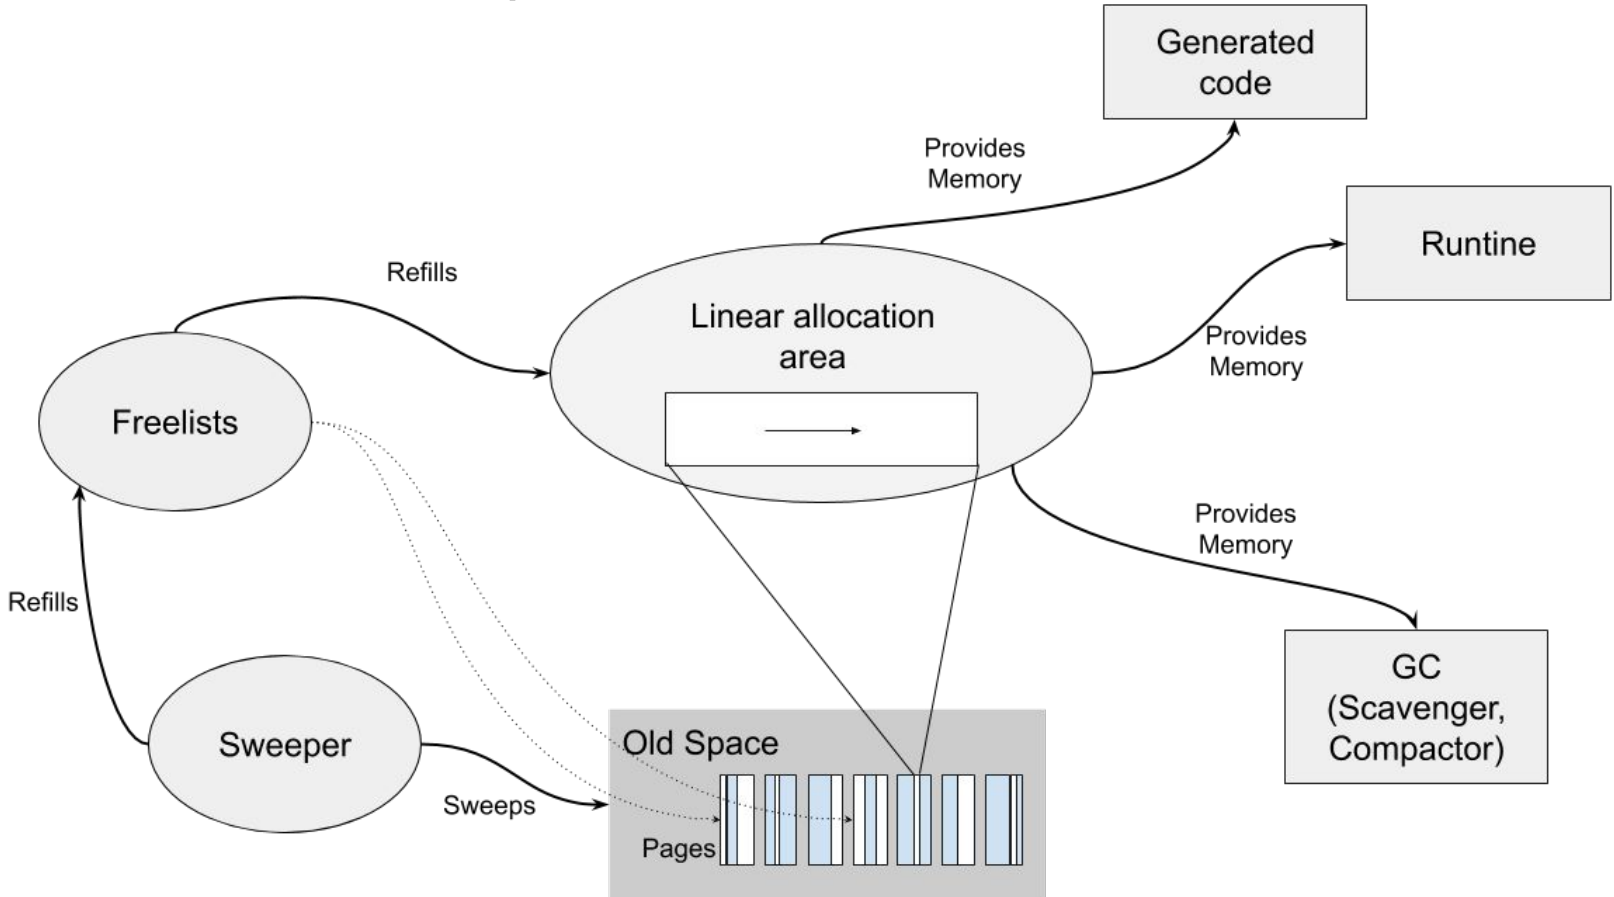 Generated
code
Provides
Memory
Runtine
Refills
Linear allocation
area
Provides
Memory
Freelists
Provides
Memory
Refills
GC
(Scavenger,
Compactor)
Sweeper
Old Space
Sweeps
Pages